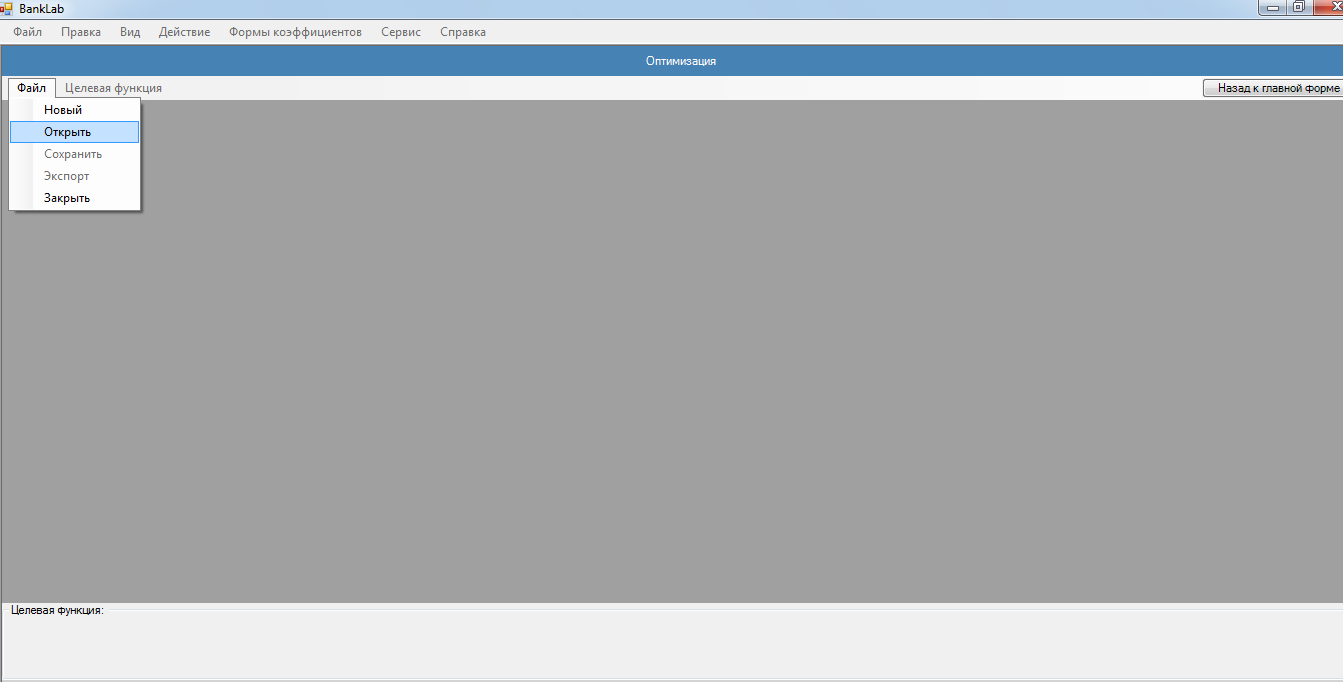 BankLab
Файл Правка Вид Действие Формы коэффициентов Сервис Справка
Оптимизация
Файл Целевая функция Назад к главной форме
Новый
Открыть
Сохранить
Экспорт
Закрыть
Целевая функция: